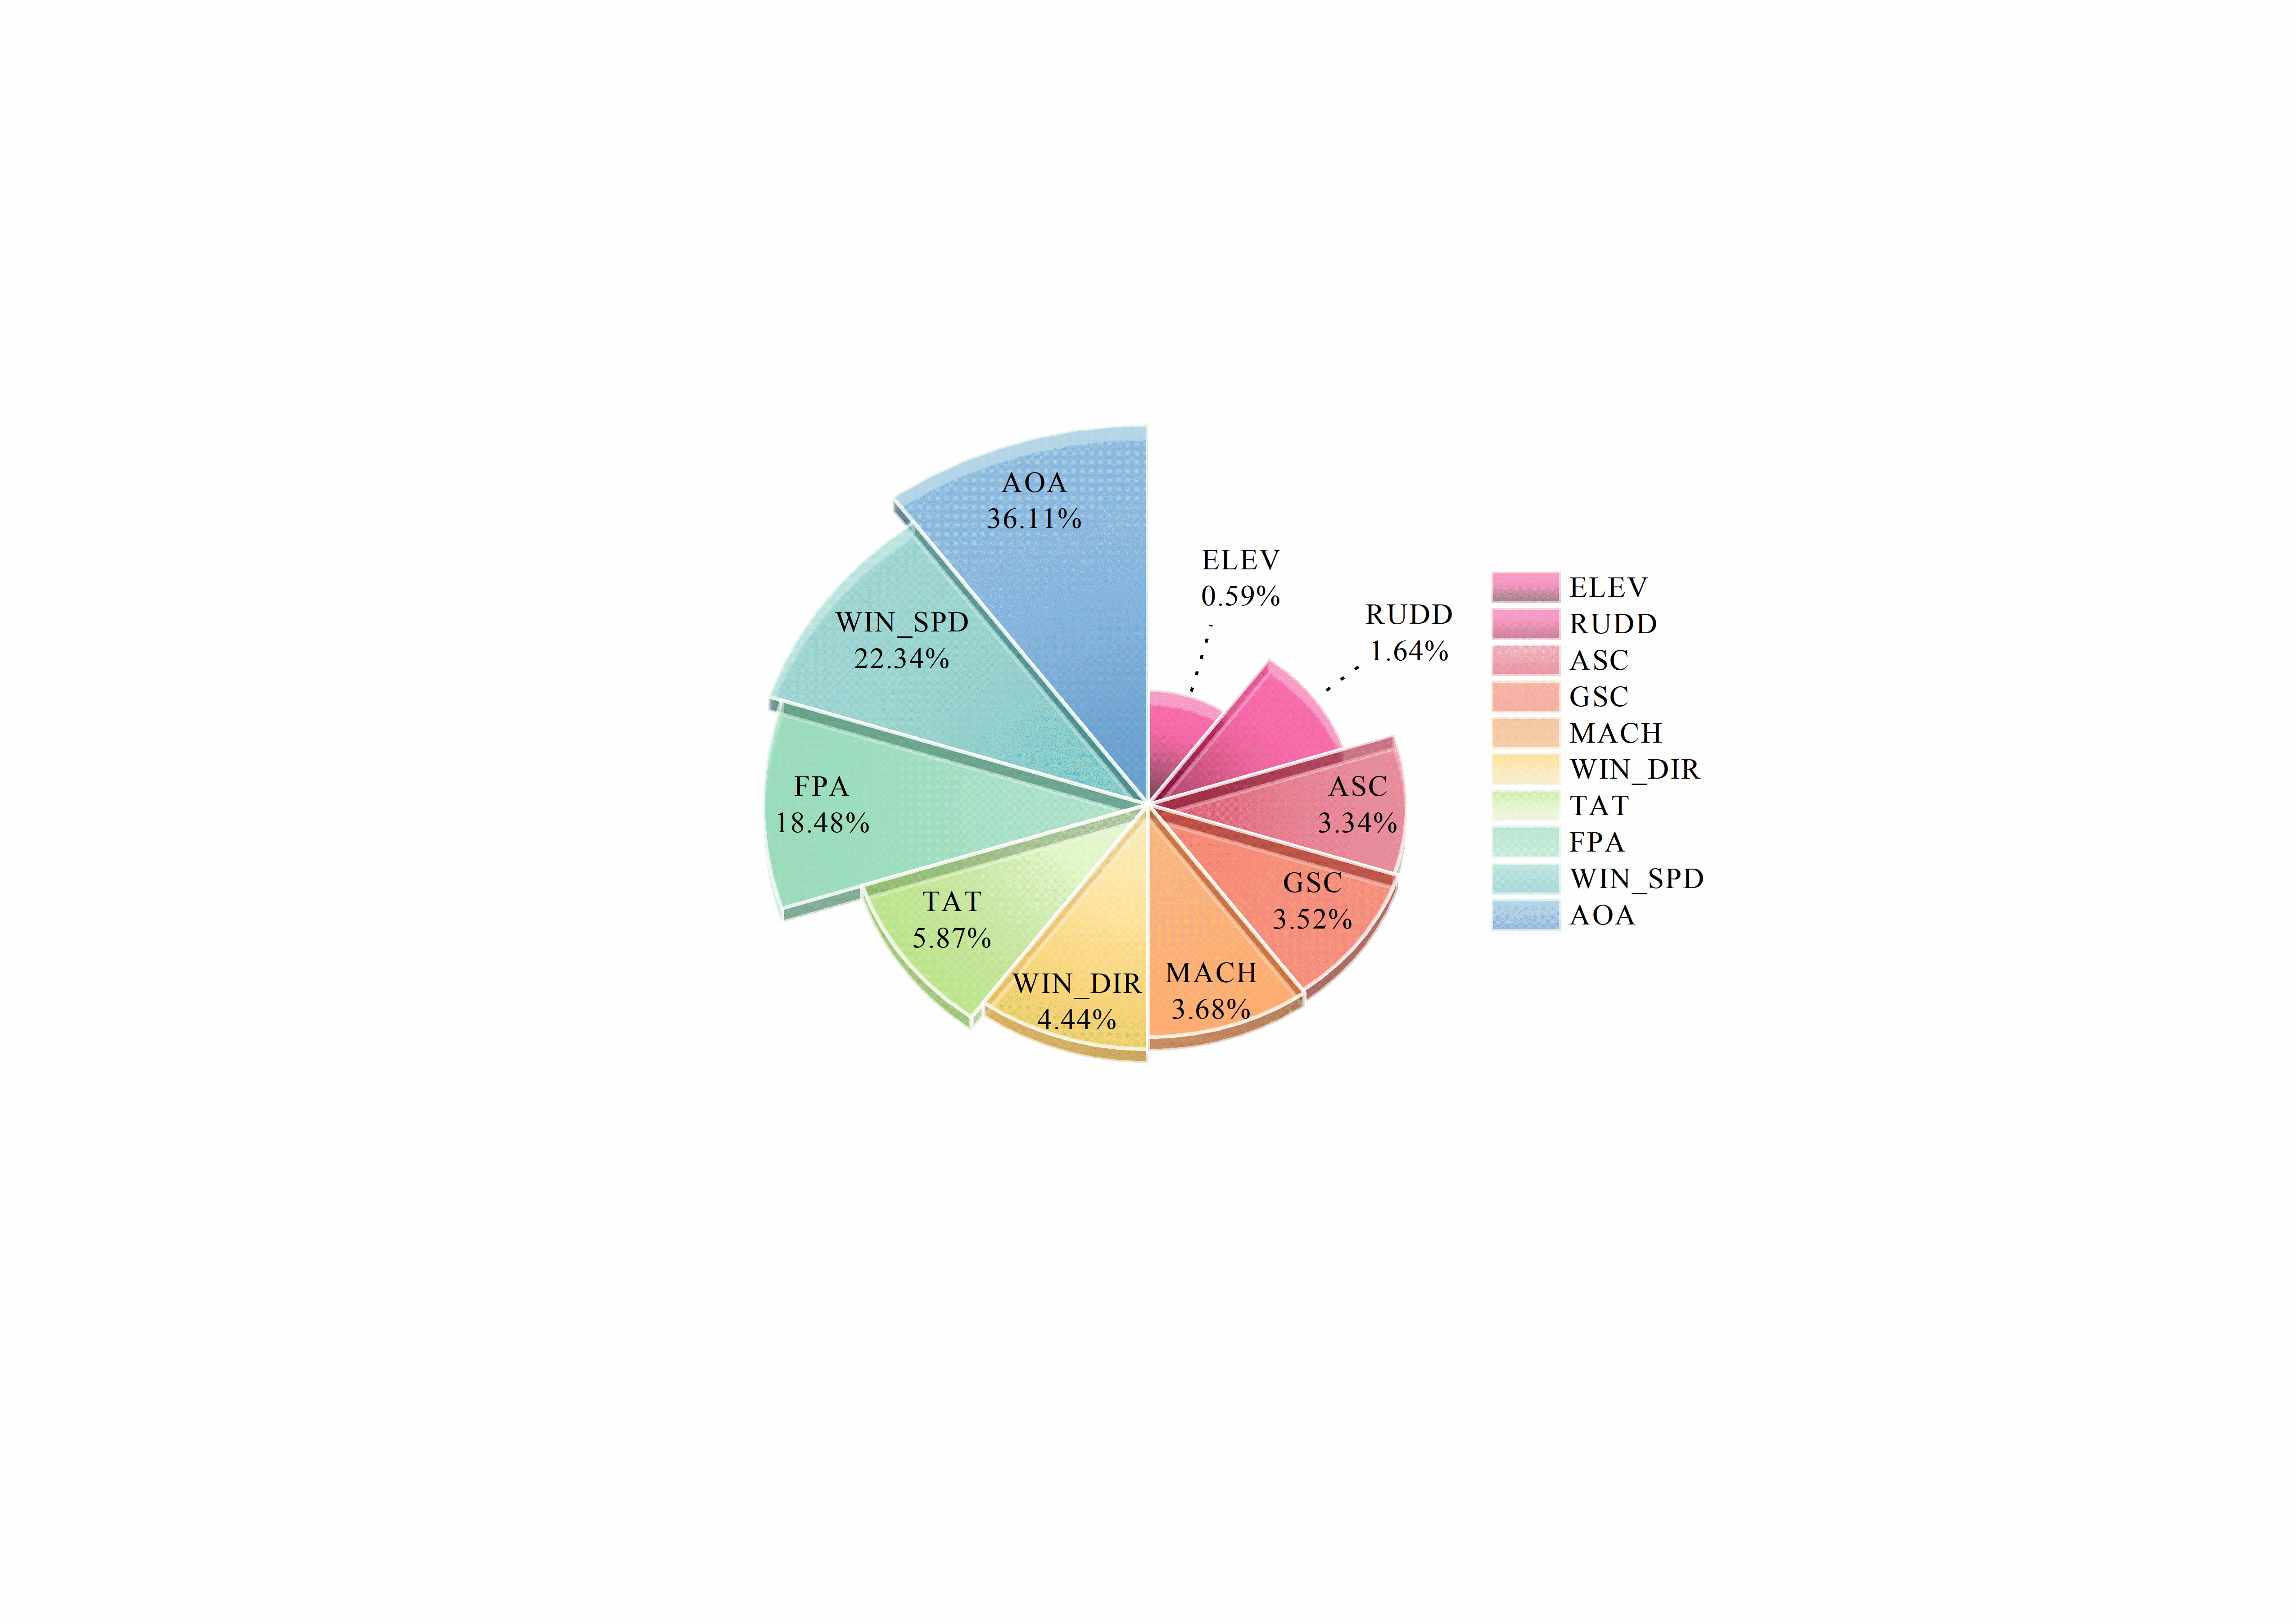 AOA
36.11%
ELEV
0.59%
RUDD
1.64%
WIN_SPD
22.34%
FPA
18.48%
ASC
3.34%
GSC
3.52%
TAT
5.87%
WIN_DIR
4.44%
MACH
3.68%
ELEV
RUDD
ASC
GSC
MACH
WIN_DIR
TAT
FPA
WIN_SPD
AOA